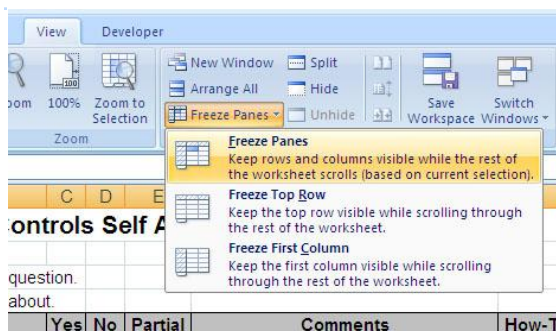 View Developer
New Window Split
Arrange All Hide
Freeze Panes Unhide
100% Zoom to Selection
Save Workspace
Switch Windows
Zoom
Freeze Panes
Keep rows and columns visible while the rest of
the worksheet scrolls (based on current selection).
Freeze Top Row
Keep the top row visible while scrolling through
the rest of the worksheet.
Freeze First Column
Keep the first column visible while scrolling
through the rest of the worksheet.
C D E
ontrols Self A
question.
about.
Yes No Partial Comments How-T